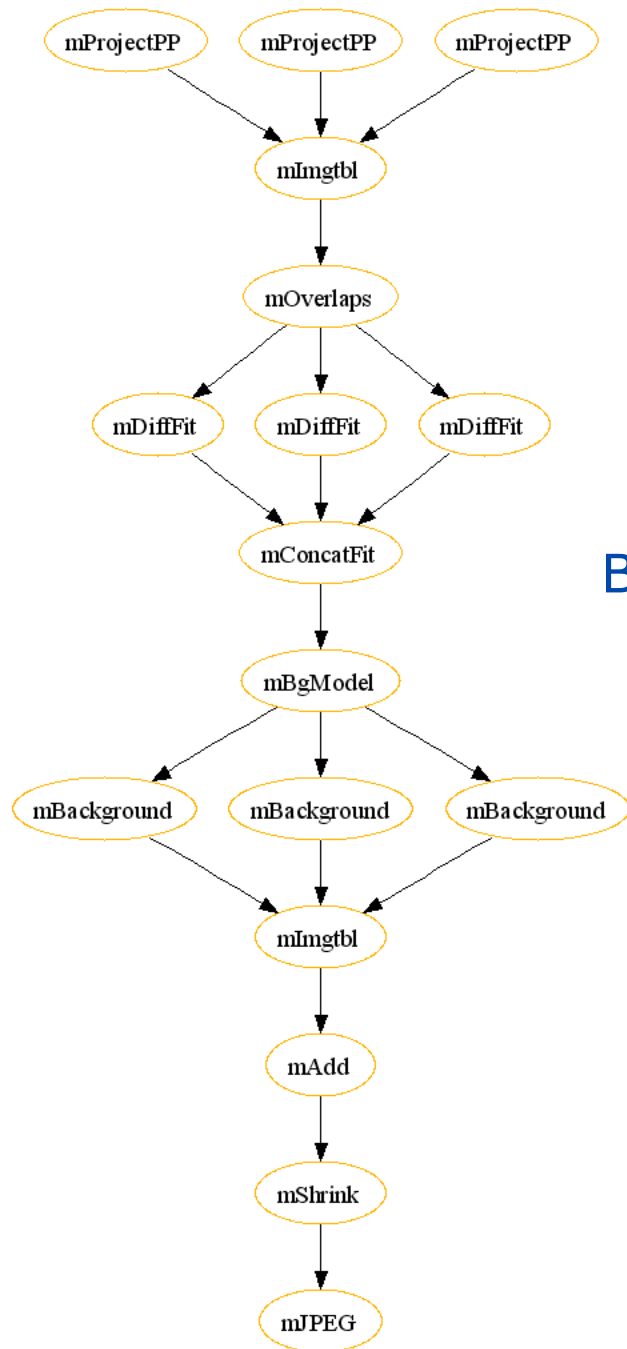 mProjectPP mProjectPP mProjectPP
mImgtbl
mOverlaps
mDiffFit mDiffFit mDiffFit
mConcatFit
B
mBgModel
mBackground mBackground mBackground
mImgtbl
mAdd
mShrink
mJPEG